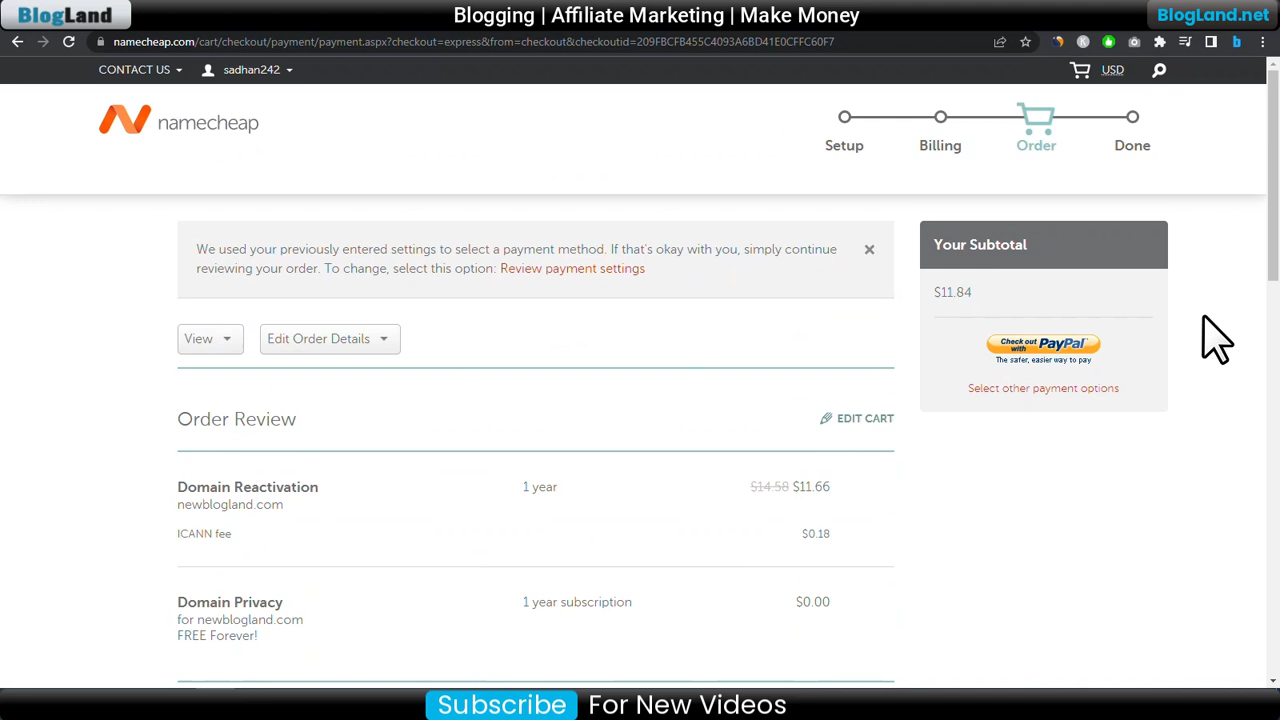 BlogLand
Blogging | Affiliate Marketing | Make Money
BlogLand.net
namecheap.com/cart/checkout/payment/payment.aspx?checkout=express&from=checkout&checkoutid=209FBCFB455C4093A6BD41E0CFFC60F7
CONTACT US
sadhan242
USD
namecheap
Setup
Billing
Order
Done
We used your previously entered settings to select a payment method. If that's okay with you, simply continue
reviewing your order. To change, select this option: Review payment settings
Your Subtotal
$11.84
Check out
with PayPal
The safer, easier way to pay
Select other payment options
View
Edit Order Details
Order Review
EDIT CART
Domain Reactivation 1 year $14.58 $11.66
newblogland.com
ICANN fee $0.18
Domain Privacy 1 year subscription $0.00
for newblogland.com
FREE Forever!
Subscribe For New Videos